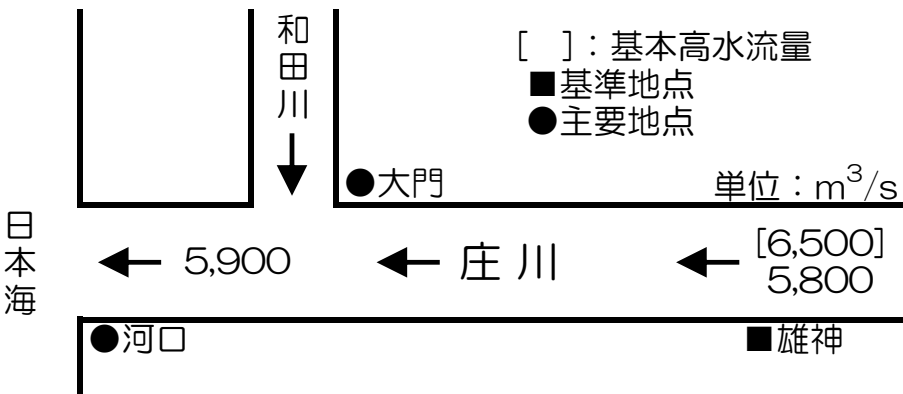 和田川
[ ]：基本高水流量
■基準地点
●主要地点
●大門
単位：m³/s
日本海
5,900
庄川
[6,500]
5,800
●河口
■雄神